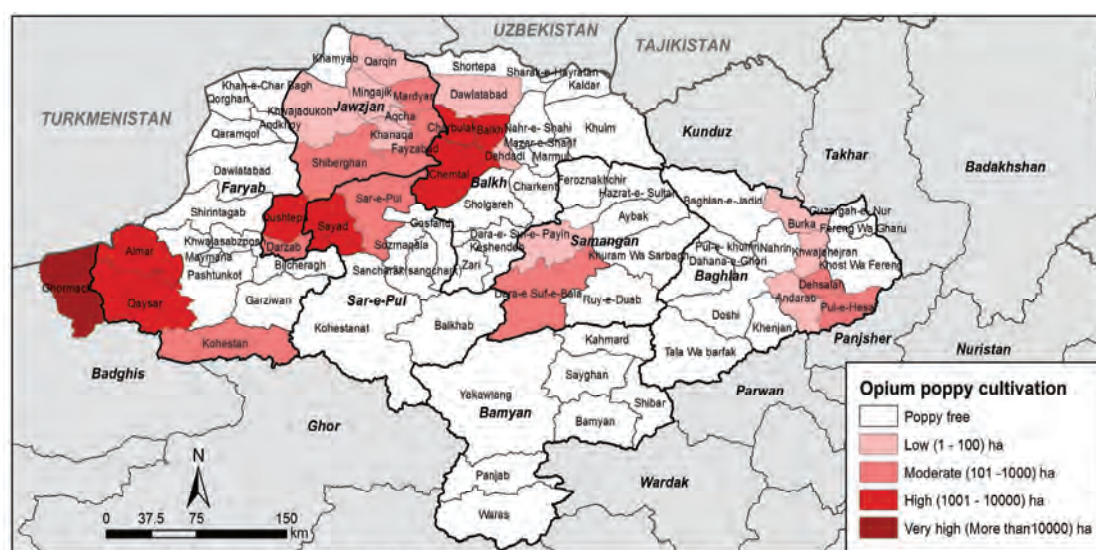 UZBEKISTAN
TAJIKISTAN
TURKMENISTAN
Khamyab
Qarqin
Shortepa
Sharak-e-Hayratan
Kaldar
Khan-e-Char Bagh
Qorghan
Mingajik
Mardyan
Dawlatabad
Khwajadukoh
Jawzjan
Andkhoy
Aqcha
Charbulak
Balkh
Nahr-e- Shahi
Khulm
Kunduz
Takhar
Badakhshan
Qaramqol
Khanaqa
Fayzabad
Mazar-e-Sharif
Dehdadi
Marmul
Shiberghan
Chemtal
Balkh
Charkent
Feroznakhchir
Hazrat-e- Sultan
Dawlatabad
Faryab
Sholgareh
Baghlan-e-Jadid
Guzargah-e- Nur
Burka
Fereng Wa Gharu
Shirintagab
Qushtepa
Sayad
Sar-e-Pul
Gosfandi
Aybak
Khwajasabzposh
Darzab
Sozmaqala
Dara-e- Suf-e-Payin
Keshendeh
Samangan
Pul-e- khumri
Nahrin
Khwajahejran
Almar
Maymana
Bilcheragh
Zari
Khuram Wa Sarbagh
Dahana-e-Ghori
Khost Wa Fereng
Ghormach
Pashtunkot
Sancharak(sangchark)
Baghlan
Dehsalah
Qaysar
Garziwan
Sar-e-Pul
Dara-e Suf-e-Bala
Ruy-e-Duab
Andarab
Pul-e-Hesar
Kohestanat
Balkhab
Doshi
Khenjan
Kohestan
Kahmard
Tala Wa barfak
Panjsher
Nuristan
Badghis
Sayghan
Parwan
Yakawlang
Shibar
Ghor
Bamyan
Bamyan
Panjab
Wardak
Waras
N
0 37.5 75 150
km
Opium poppy cultivation
Poppy free
Low (1 - 100) ha
Moderate (101 -1000) ha
High (1001 - 10000) ha
Very high (More than10000) ha